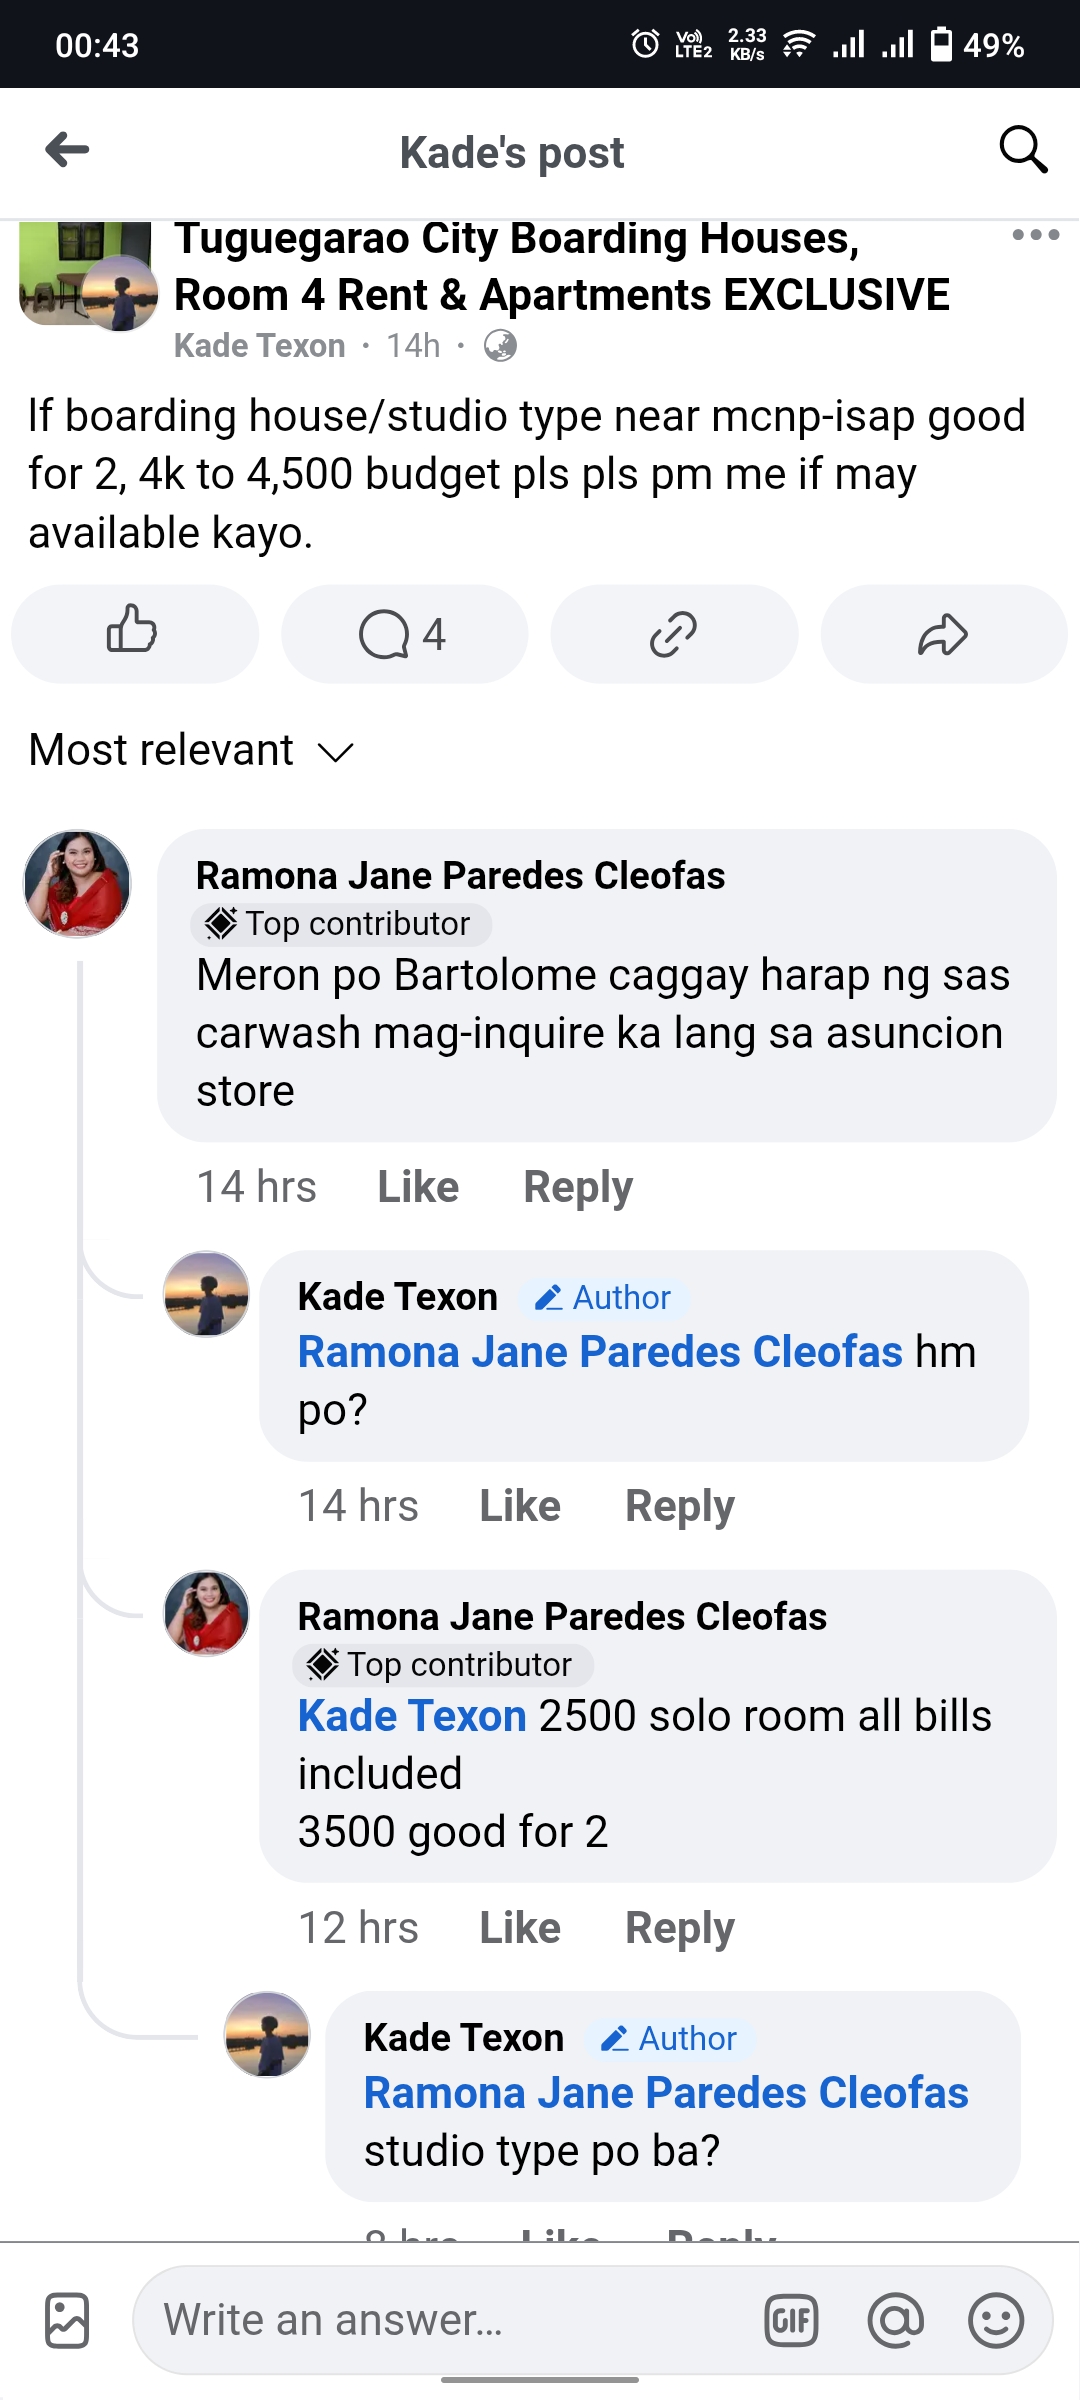 00:43
Vo))
LTE2
2.33
KB/s
49%
Kade's post
Tuguegarao City Boarding Houses,
Room 4 Rent & Apartments EXCLUSIVE
Kade Texon · 14h ·
lf boarding house/studio type near mcnp-isap good
for 2, 4k to 4,500 budget pls pls pm me if may
available kayo.
4
Most relevant
Ramona Jane Paredes Cleofas
Top contributor
Meron po Bartolome caggay harap ng sas
carwash mag-inquire ka lang sa asuncion
store
14 hrs Like Reply
Kade Texon Author
Ramona Jane Paredes Cleofas hm
po?
14 hrs Like Reply
Ramona Jane Paredes Cleofas
Top contributor
Kade Texon 2500 solo room all bills
included
3500 good for 2
12 hrs Like Reply
Kade Texon Author
Ramona Jane Paredes Cleofas
studio type po ba?
8 hrs Like Reply
Write an answer...
GIF